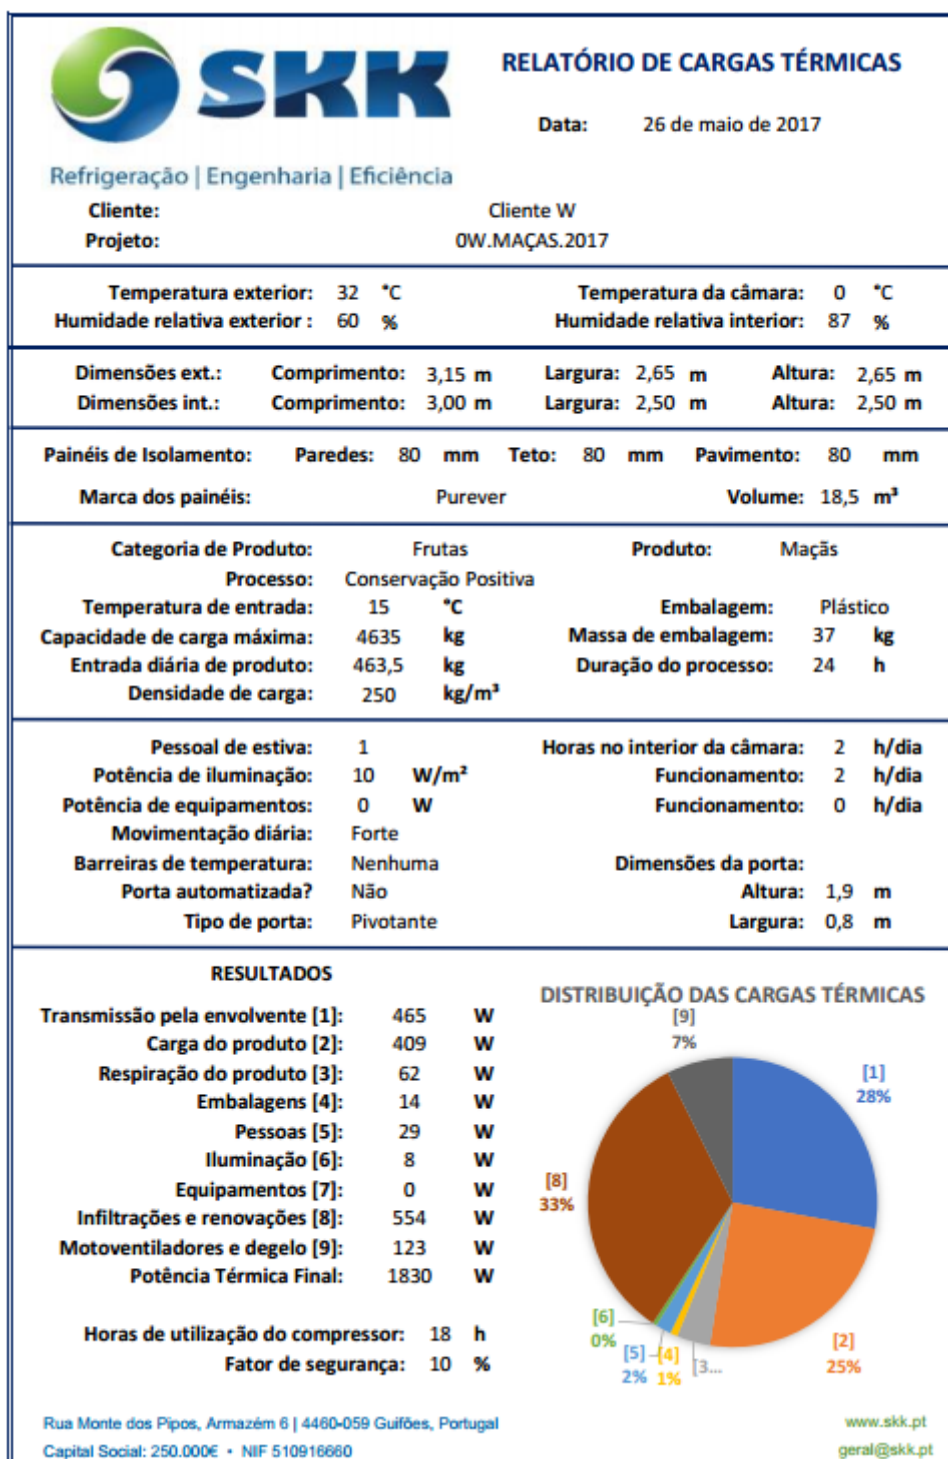 SKK
RELATÓRIO DE CARGAS TÉRMICAS
Data: 26 de maio de 2017
Refrigeração | Engenharia | Eficiência
Cliente: Cliente W
Projeto: 0W.MAÇAS.2017
Temperatura exterior: 32 °C Temperatura da câmara: 0 °C
Humidade relativa exterior : 60 % Humidade relativa interior: 87 %
Dimensões ext.: Comprimento: 3,15 m Largura: 2,65 m Altura: 2,65 m
Dimensões int.: Comprimento: 3,00 m Largura: 2,50 m Altura: 2,50 m
Painéis de Isolamento: Paredes: 80 mm Teto: 80 mm Pavimento: 80 mm
Marca dos painéis: Purever Volume: 18,5 m³
Categoria de Produto: Frutas Produto: Maçãs
Processo: Conservação Positiva
Temperatura de entrada: 15 °C Embalagem: Plástico
Capacidade de carga máxima: 4635 kg Massa de embalagem: 37 kg
Entrada diária de produto: 463,5 kg Duração do processo: 24 h
Densidade de carga: 250 kg/m³
Pessoal de estiva: 1 Horas no interior da câmara: 2 h/dia
Potência de iluminação: 10 W/m² Funcionamento: 2 h/dia
Potência de equipamentos: 0 W Funcionamento: 0 h/dia
Movimentação diária: Forte
Barreiras de temperatura: Nenhuma Dimensões da porta:
Porta automatizada? Não Altura: 1,9 m
Tipo de porta: Pivotante Largura: 0,8 m
RESULTADOS
Transmissão pela envolvente [1]: 465 W
Carga do produto [2]: 409 W
Respiração do produto [3]: 62 W
Embalagens [4]: 14 W
Pessoas [5]: 29 W
Iluminação [6]: 8 W
Equipamentos [7]: 0 W
Infiltrações e renovações [8]: 554 W
Motoventiladores e degelo [9]: 123 W
Potência Térmica Final: 1830 W
Horas de utilização do compressor: 18 h
Fator de segurança: 10 %
DISTRIBUIÇÃO DAS CARGAS TÉRMICAS
[9]
7%
[1]
28%
[8]
33%
[6]
0%
[5]
2%
[4]
1%
[3...
[2]
25%
Rua Monte dos Pipos, Armazém 6 | 4460-059 Guifões, Portugal
www.skk.pt
Capital Social: 250.000€ • NIF 510916660
geral@skk.pt